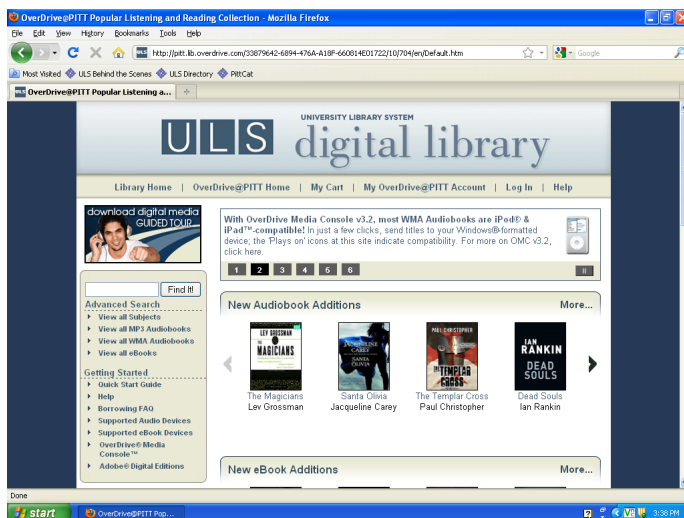 OverDrive@PITT Popular Listening and Reading Collection - Mozilla Firefox
File Edit View History Bookmarks Tools Help
http://pitt.lib.overdrive.com/33879642-6894-476A-A18F-660814E01722/10/704/en/Default.htm
Google
Most Visited ULS Behind the Scenes ULS Directory PittCat
ULS OverDrive@PITT Popular Listening a...
ULS
UNIVERSITY LIBRARY SYSTEM
digital library
Library Home | OverDrive@PITT Home | My Cart | My OverDrive@PITT Account | Log In | Help
download digital media
GUIDED TOUR...
With OverDrive Media Console v3.2, most WMA Audiobooks are iPod® &
iPad™-compatible! In just a few clicks, send titles to your Windows®-formatted
device; the 'Plays on' icons at this site indicate compatibility. For more on OMC v3.2,
click here.
1 2 3 4 5 6
Find It!
Advanced Search
View all Subjects
View all MP3 Audiobooks
View all WMA Audiobooks
View all eBooks
Getting Started
Quick Start Guide
Help
Borrowing FAQ
Supported Audio Devices
Supported eBook Devices
OverDrive® Media
Console™
Adobe® Digital Editions
New Audiobook Additions More...
LEV GROSSMAN
THE
MAGICIANS
JACQUELINE
CAREY
SANTA
OLIVIA
PAUL CHRISTOPHER
THE
TEMPLAR
CROSS
IAN
RANKIN
DEAD
SOULS
The Magicians
Lev Grossman
Santa Olivia
Jacqueline Carey
The Templar Cross
Paul Christopher
Dead Souls
Ian Rankin
New eBook Additions More...
Done
start OverDrive@PITT Pop... 3:38 PM